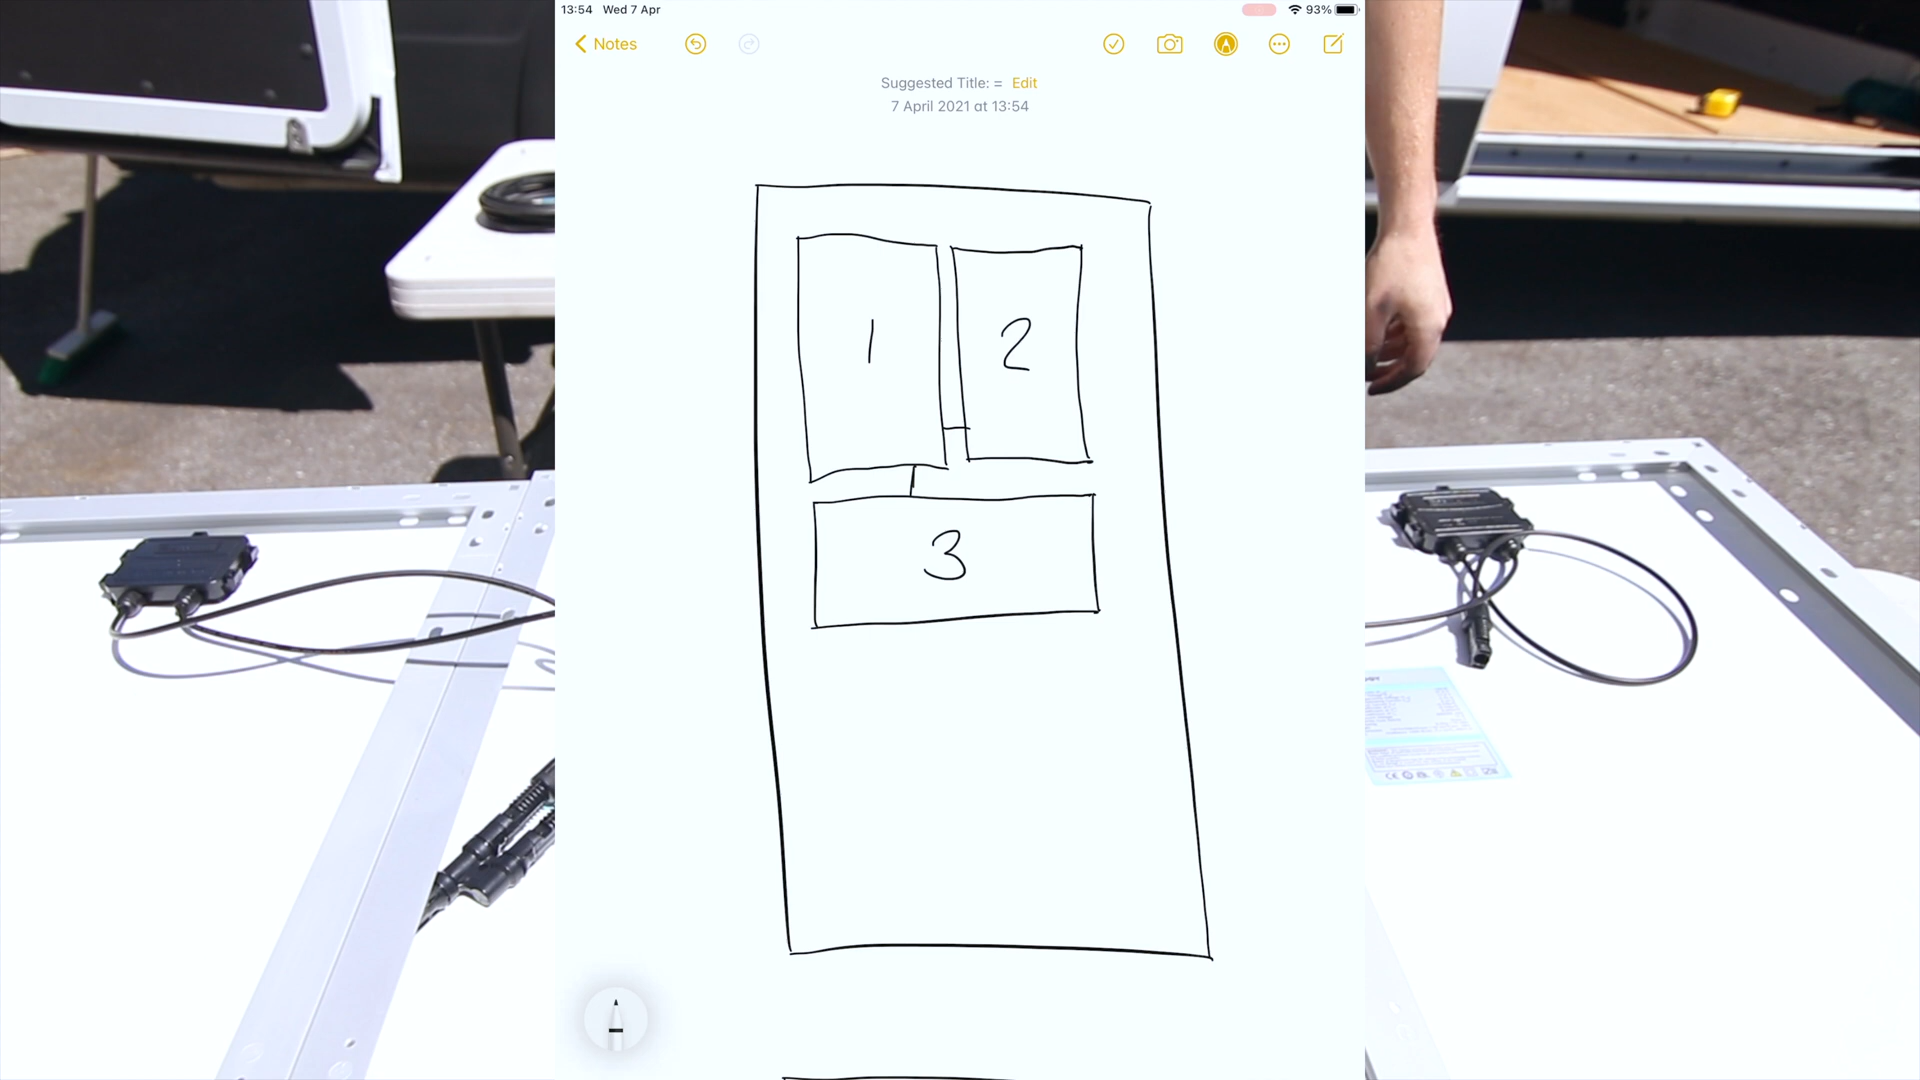 13:54 Wed 7 Apr
93%
Notes
Suggested Title: = Edit
7 April 2021 at 13:54
1
2
3